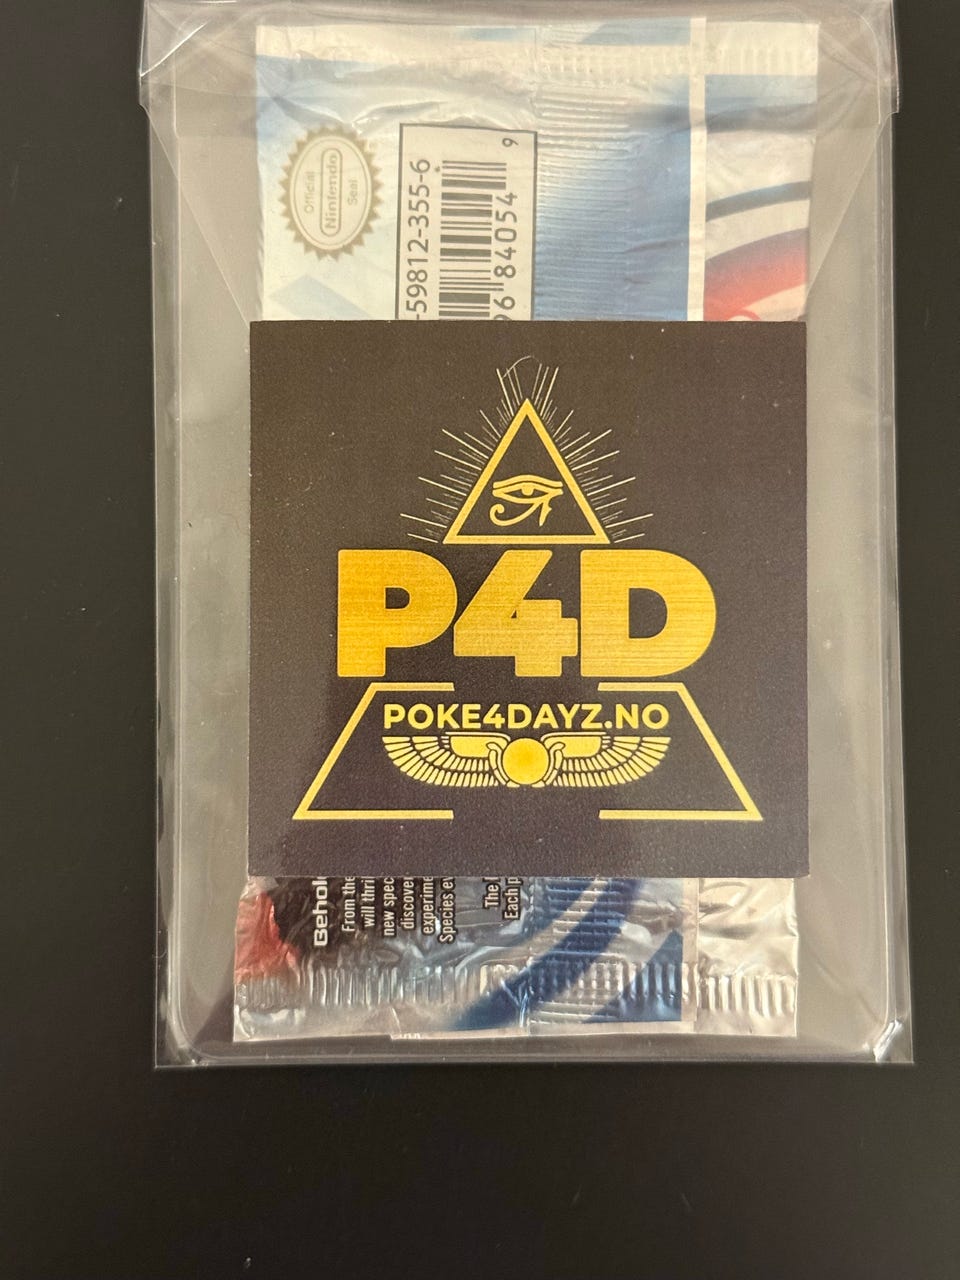 Official
Nintendo
Seal
-59812-355-6
96 84054
9
P4D
POKE4DAYZ.NO
Behol
From the
will thri
new spec
discove
experime
Species ev
The
Each p